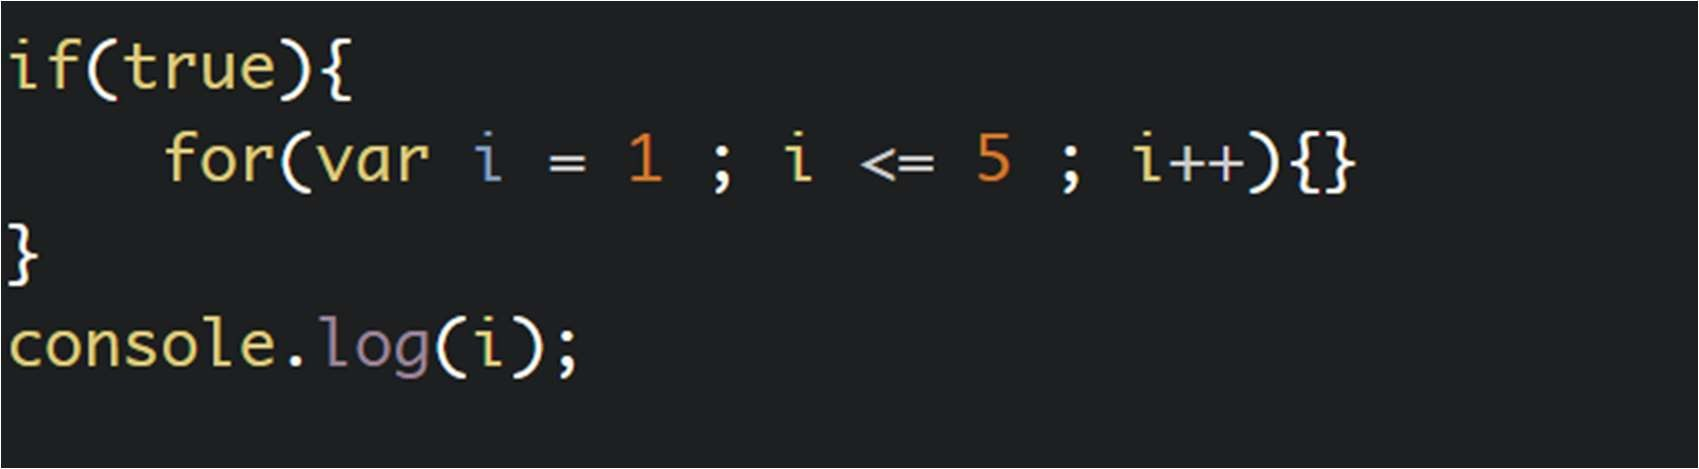 if(true){
    for(var i = 1 ; i <= 5 ; i++){}
}
console.log(i);